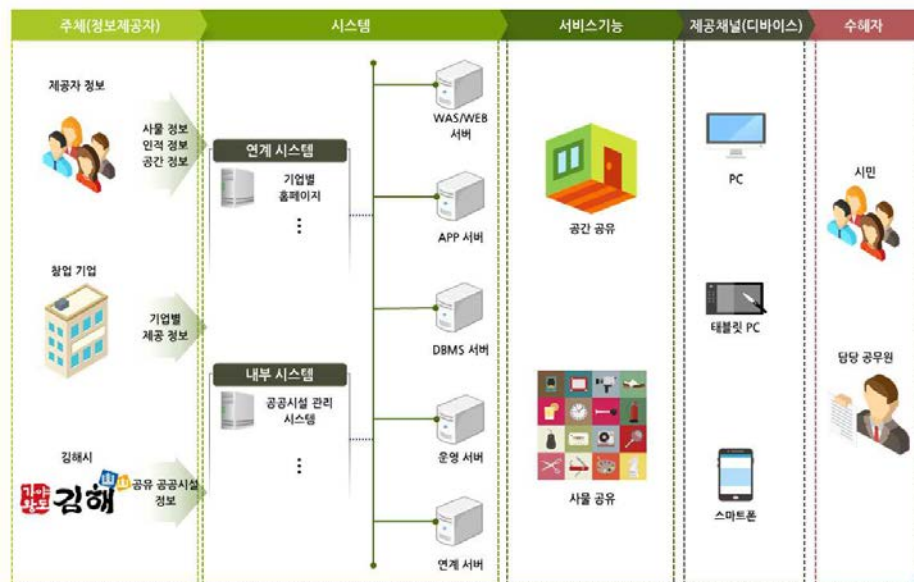 주체(정보제공자)
시스템
서비스기능
제공채널(디바이스)
수혜자
제공자 정보
사물 정보
인적 정보
공간 정보
창업 기업
기업별
제공 정보
김해시
가야
왕도
김해
공유 공공시설
정보
연계 시스템
기업별
홈페이지
⋮
내부 시스템
공공시설 관리
시스템
⋮
WAS/WEB
서버
APP 서버
DBMS 서버
운영 서버
연계 서버
공간 공유
사물 공유
PC
태블릿 PC
스마트폰
시민
담당 공무원